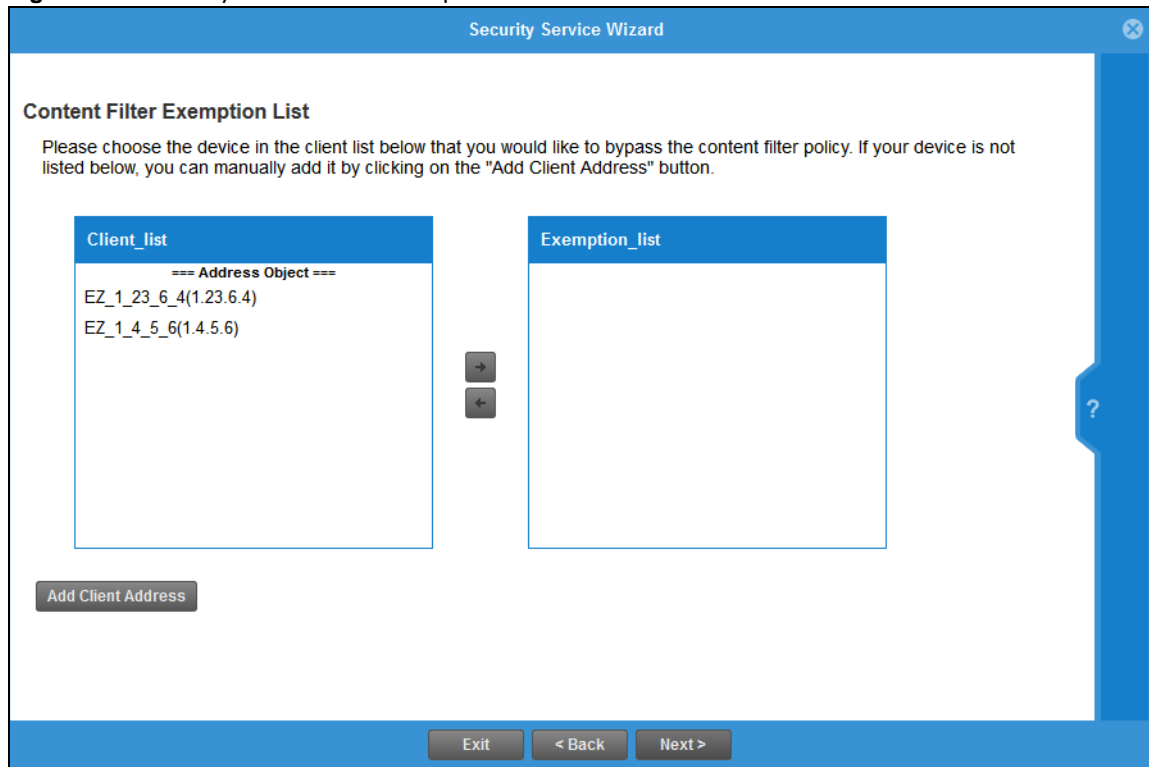 Security Service Wizard
Content Filter Exemption List
Please choose the device in the client list below that you would like to bypass the content filter policy. If your device is not
listed below, you can manually add it by clicking on the "Add Client Address" button.
Client_list
Exemption_list
=== Address Object ===
EZ_1_23_6_4(1.23.6.4)
EZ_1_4_5_6(1.4.5.6)
?
Add Client Address
Exit
< Back
Next >